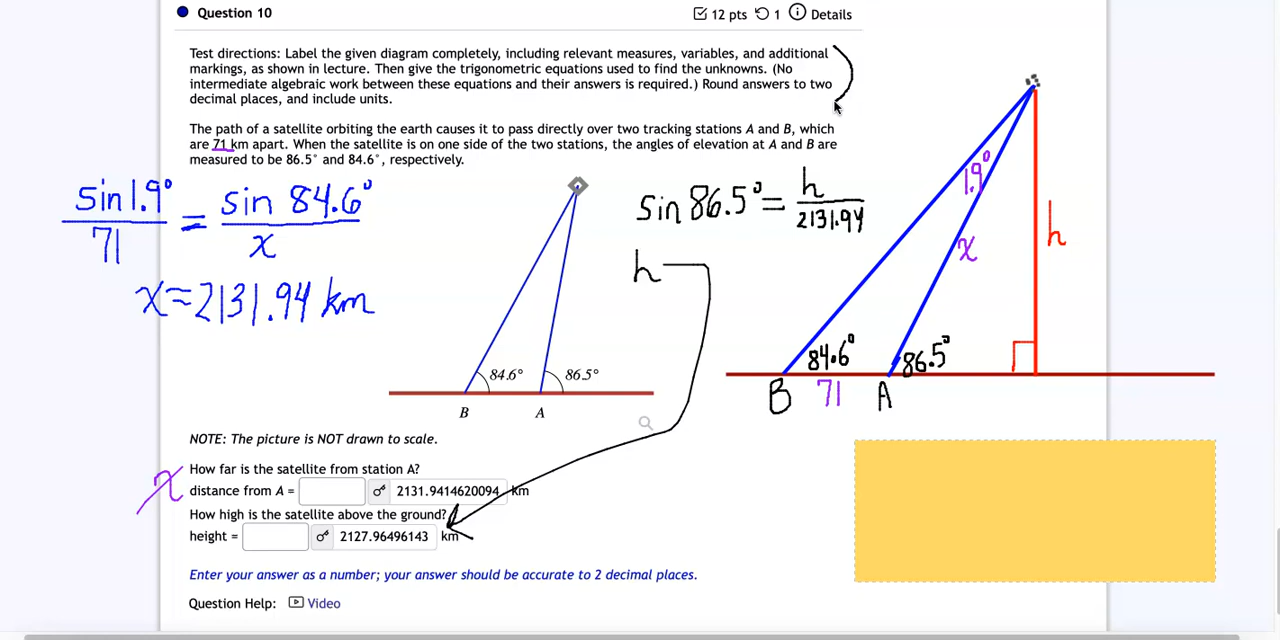 Question 10
12 pts 1 Details
Test directions: Label the given diagram completely, including relevant measures, variables, and additional
markings, as shown in lecture. Then give the trigonometric equations used to find the unknowns. (No
intermediate algebraic work between these equations and their answers is required.) Round answers to two
decimal places, and include units.
The path of a satellite orbiting the earth causes it to pass directly over two tracking stations A and B, which
are 71 km apart. When the satellite is on one side of the two stations, the angles of elevation at A and B are
measured to be 86.5° and 84.6°, respectively.
sin 1.9° / 71 = sin 84.6° / x
x = 2131.94 km
sin 86.5° = h / 2131.94
h
84.6° 86.5°
B A
1.9°
x
h
84.6° 86.5°
B 71 A
NOTE: The picture is NOT drawn to scale.
x
How far is the satellite from station A?
distance from A = 2131.9414620094 km
How high is the satellite above the ground?
height = 2127.96496143 km
Enter your answer as a number; your answer should be accurate to 2 decimal places.
Question Help: Video